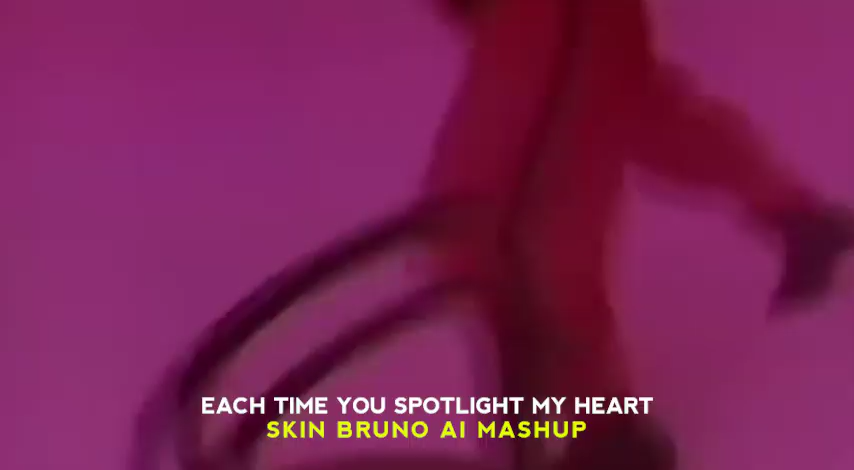 EACH TIME YOU SPOTLIGHT MY HEART
SKIN BRUNO AI MASHUP